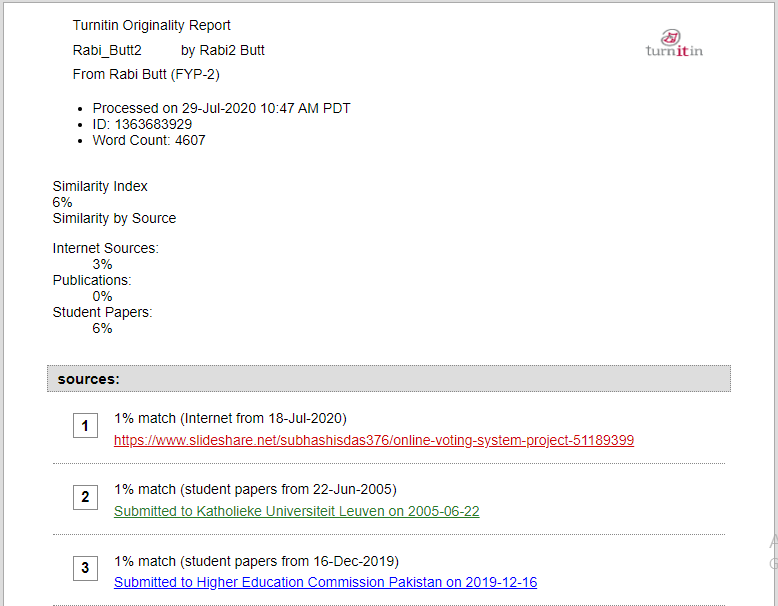 Turnitin Originality Report
Rabi_Butt2 by Rabi2 Butt
turnitin
From Rabi Butt (FYP-2)
Processed on 29-Jul-2020 10:47 AM PDT
ID: 1363683929
Word Count: 4607
Similarity Index
6%
Similarity by Source
Internet Sources:
3%
Publications:
0%
Student Papers:
6%
sources:
1
1% match (Internet from 18-Jul-2020)
https://www.slideshare.net/subhashisdas376/online-voting-system-project-51189399
2
1% match (student papers from 22-Jun-2005)
Submitted to Katholieke Universiteit Leuven on 2005-06-22
3
1% match (student papers from 16-Dec-2019)
Submitted to Higher Education Commission Pakistan on 2019-12-16